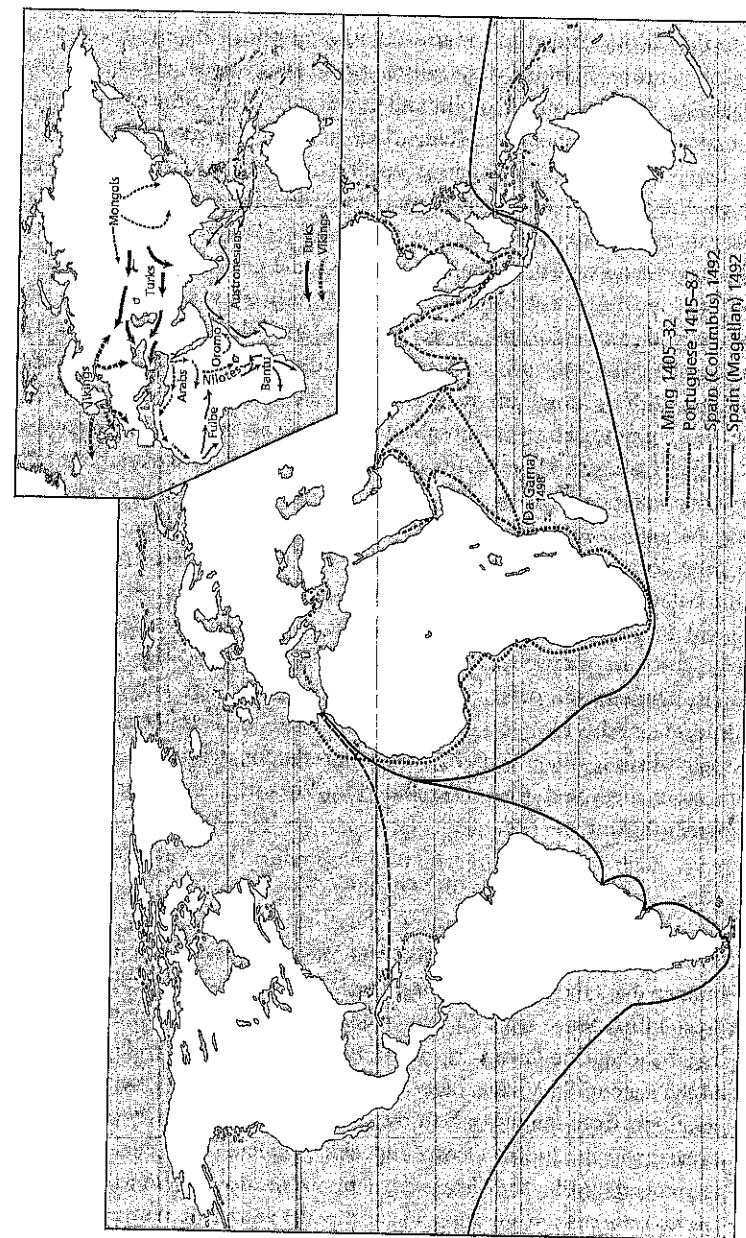 Vikings
Mongols
Turks
Arabs
Oromo
Nilotes
Fulbe
Bantu
Austronesians
Turks
Vikings
(Da Gama)
1498
Ming 1405–32
Portuguese 1415–87
Spain (Columbus) 1492
Spain (Magellan) 1492